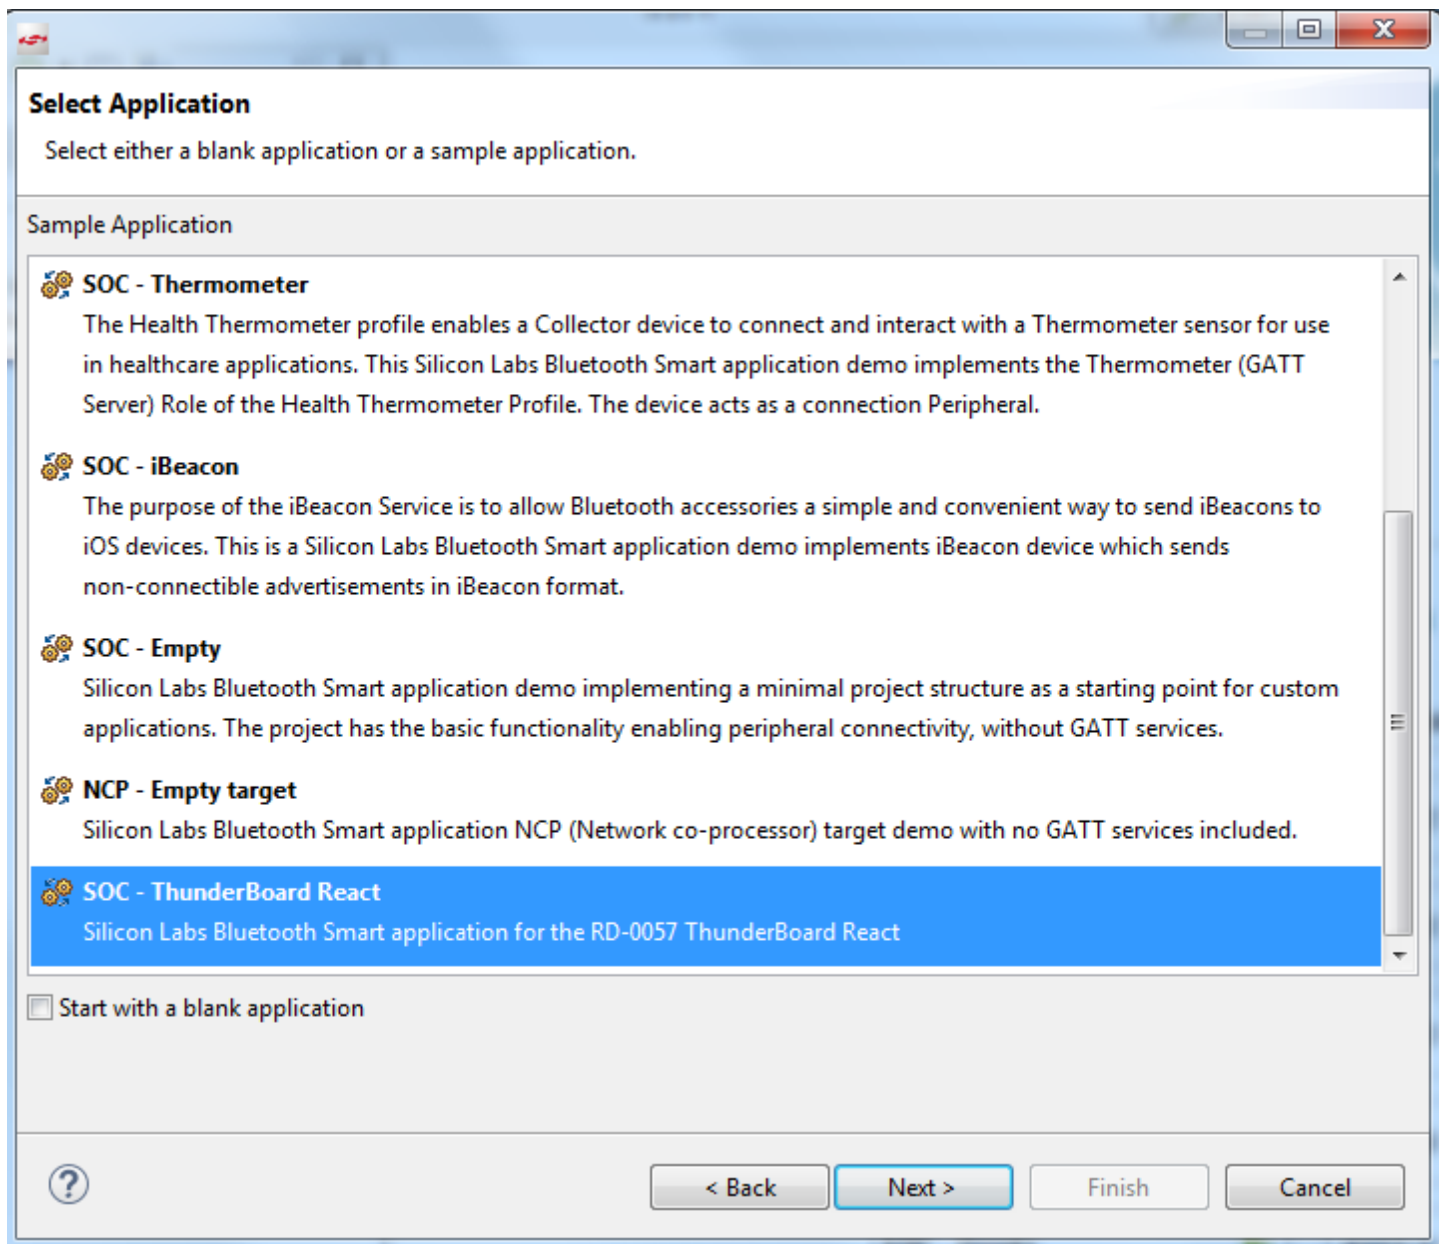 Select Application
Select either a blank application or a sample application.
Sample Application
SOC - Thermometer
The Health Thermometer profile enables a Collector device to connect and interact with a Thermometer sensor for use
in healthcare applications. This Silicon Labs Bluetooth Smart application demo implements the Thermometer (GATT
Server) Role of the Health Thermometer Profile. The device acts as a connection Peripheral.
SOC - iBeacon
The purpose of the iBeacon Service is to allow Bluetooth accessories a simple and convenient way to send iBeacons to
iOS devices. This is a Silicon Labs Bluetooth Smart application demo implements iBeacon device which sends
non-connectible advertisements in iBeacon format.
SOC - Empty
Silicon Labs Bluetooth Smart application demo implementing a minimal project structure as a starting point for custom
applications. The project has the basic functionality enabling peripheral connectivity, without GATT services.
NCP - Empty target
Silicon Labs Bluetooth Smart application NCP (Network co-processor) target demo with no GATT services included.
SOC - ThunderBoard React
Silicon Labs Bluetooth Smart application for the RD-0057 ThunderBoard React
Start with a blank application
? < Back Next > Finish Cancel